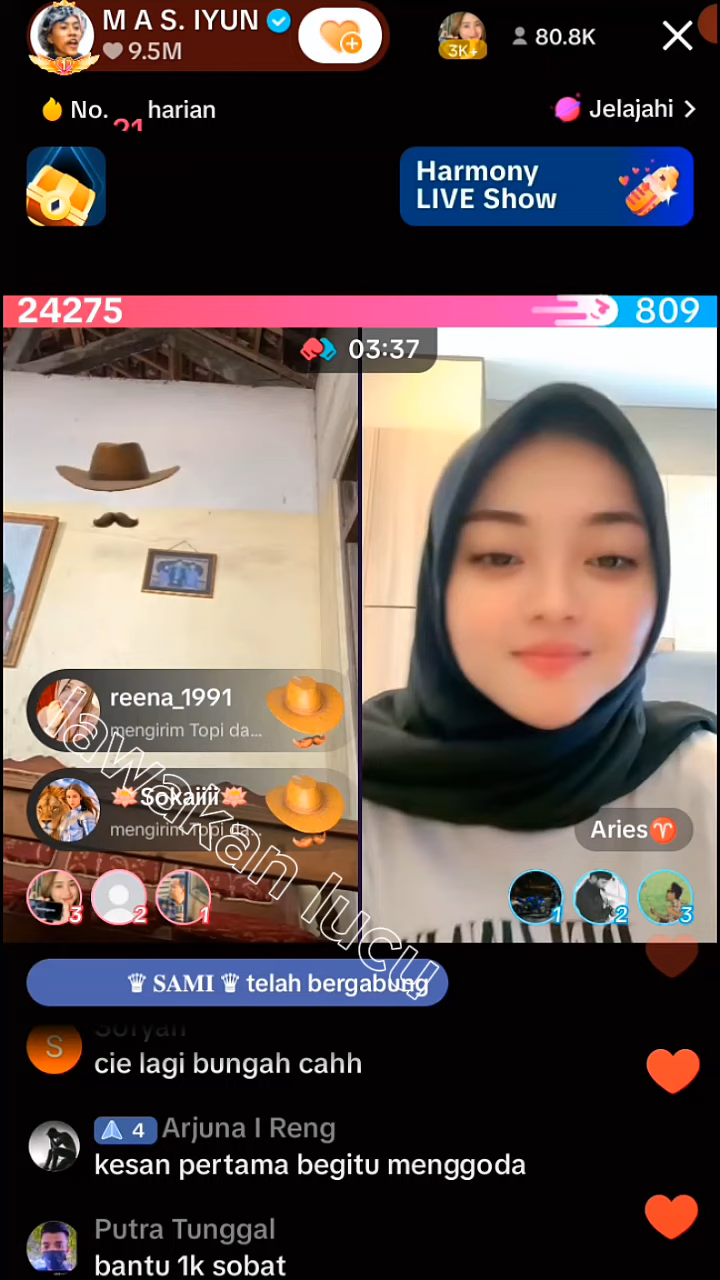 M A S. IYUN
9.5M
3K+
80.8K
No. harian
21
Jelajahi >
Harmony
LIVE Show
24275
809
03:37
reena_1991
mengirim Topi da...
Sokaiiii
mengirim Topi da...
lawakan lucu
Aries♈
3
2
1
1
2
3
♕ SAMI ♕ telah bergabung
Sofyan
S
cie lagi bungah cahh
4 Arjuna I Reng
kesan pertama begitu menggoda
Putra Tunggal
bantu 1k sobat